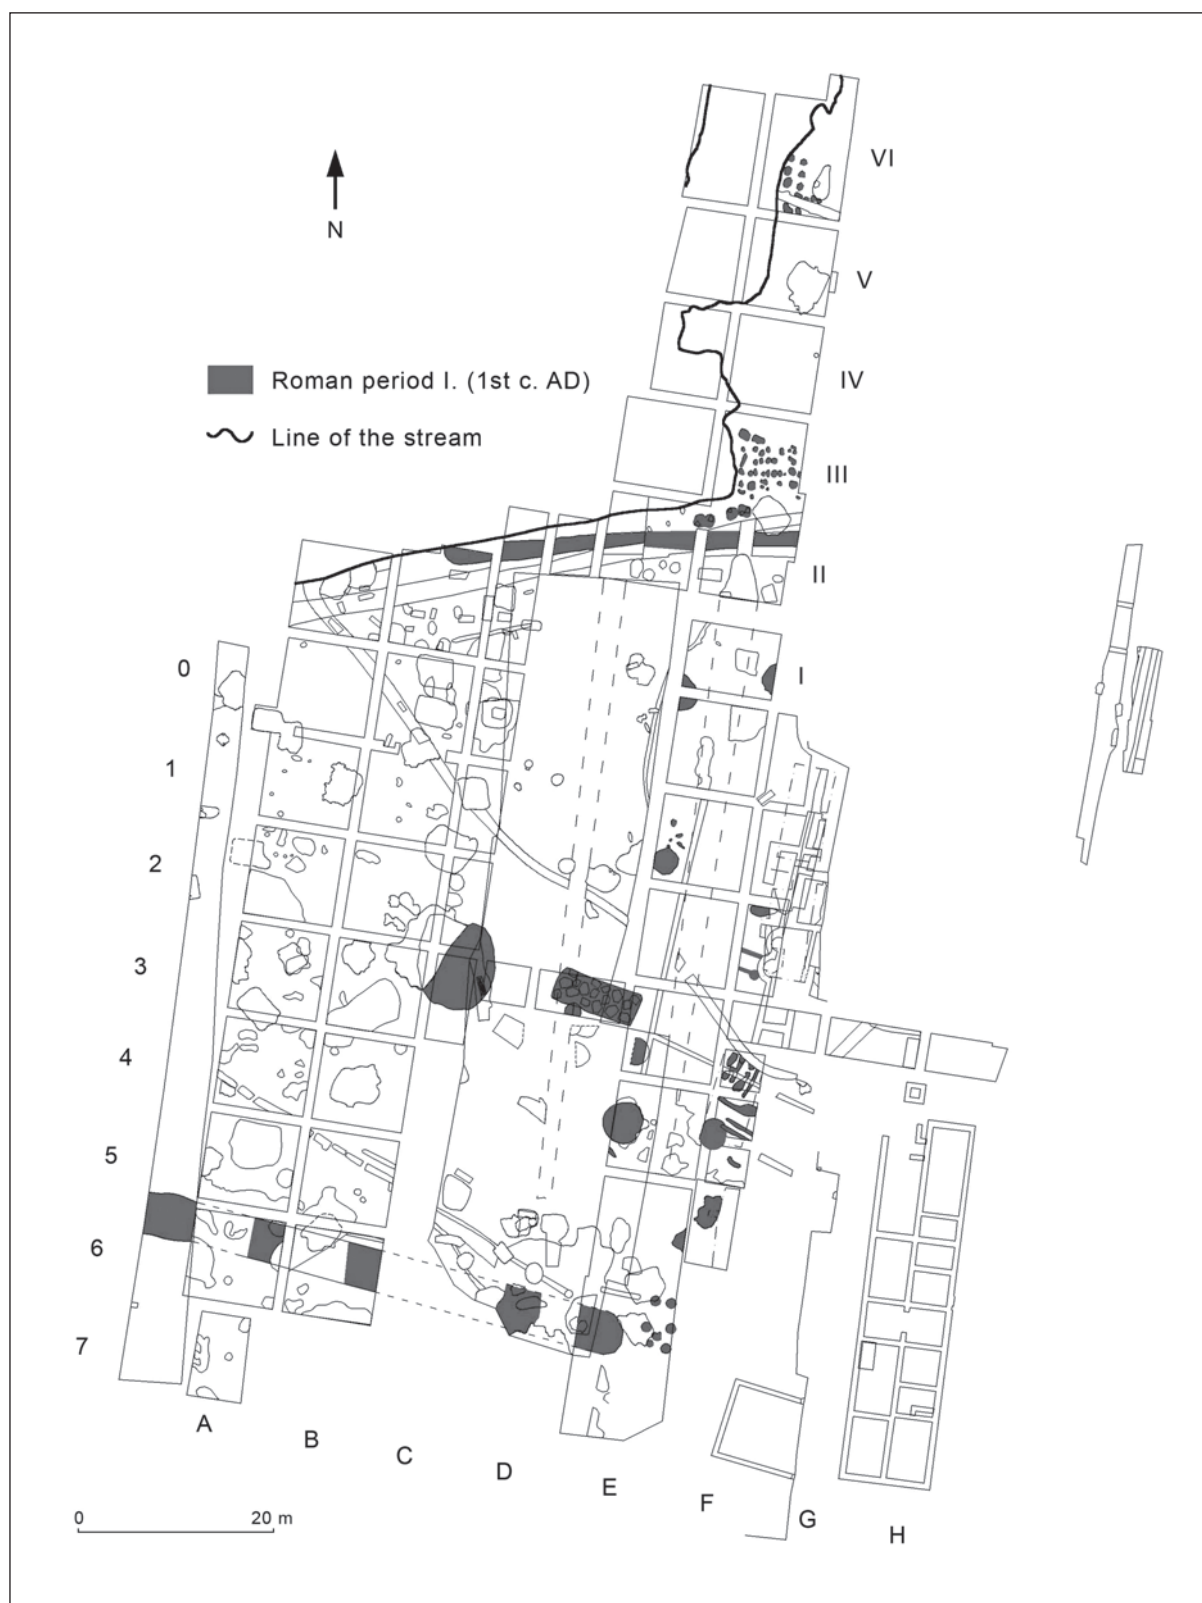 VI
N
V
Roman period I. (1st c. AD)
IV
Line of the stream
III
II
0
I
1
2
3
4
5
6
7
A
B
C
D
E
F
G
H
0 20 m